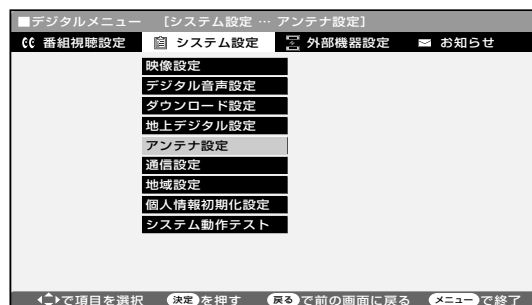 ■デジタルメニュー [システム設定 … アンテナ設定]
番組視聴設定 システム設定 外部機器設定 お知らせ
映像設定
デジタル音声設定
ダウンロード設定
地上デジタル設定
アンテナ設定
通信設定
地域設定
個人情報初期化設定
システム動作テスト
で項目を選択 決定を押す 戻るで前の画面に戻る メニューで終了